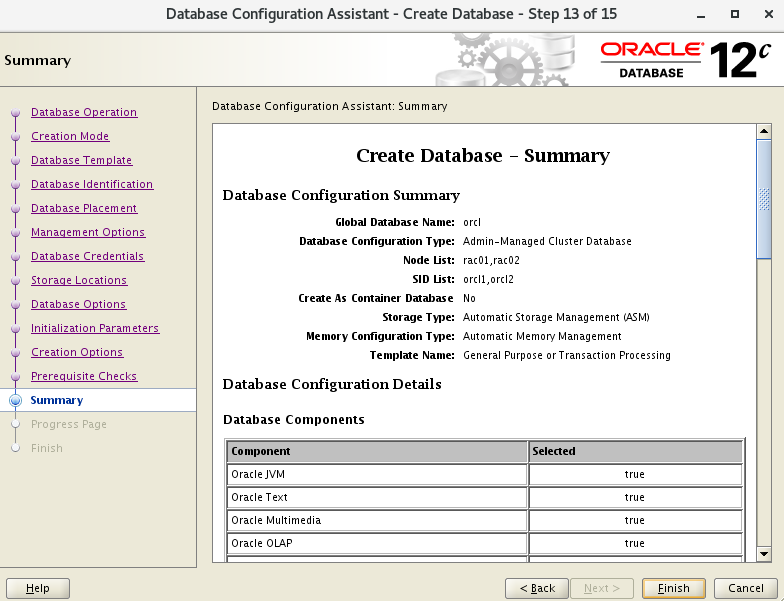 Database Configuration Assistant - Create Database - Step 13 of 15
Summary
ORACLE
DATABASE
12c
Database Operation
Creation Mode
Database Template
Database Identification
Database Placement
Management Options
Database Credentials
Storage Locations
Database Options
Initialization Parameters
Creation Options
Prerequisite Checks
Summary
Progress Page
Finish
Database Configuration Assistant: Summary
Create Database – Summary
Database Configuration Summary
Global Database Name: orcl
Database Configuration Type: Admin-Managed Cluster Database
Node List: rac01,rac02
SID List: orcl1,orcl2
Create As Container Database No
Storage Type: Automatic Storage Management (ASM)
Memory Configuration Type: Automatic Memory Management
Template Name: General Purpose or Transaction Processing
Database Configuration Details
Database Components
Component Selected
Oracle JVM true
Oracle Text true
Oracle Multimedia true
Oracle OLAP true
Help < Back Next > Finish Cancel